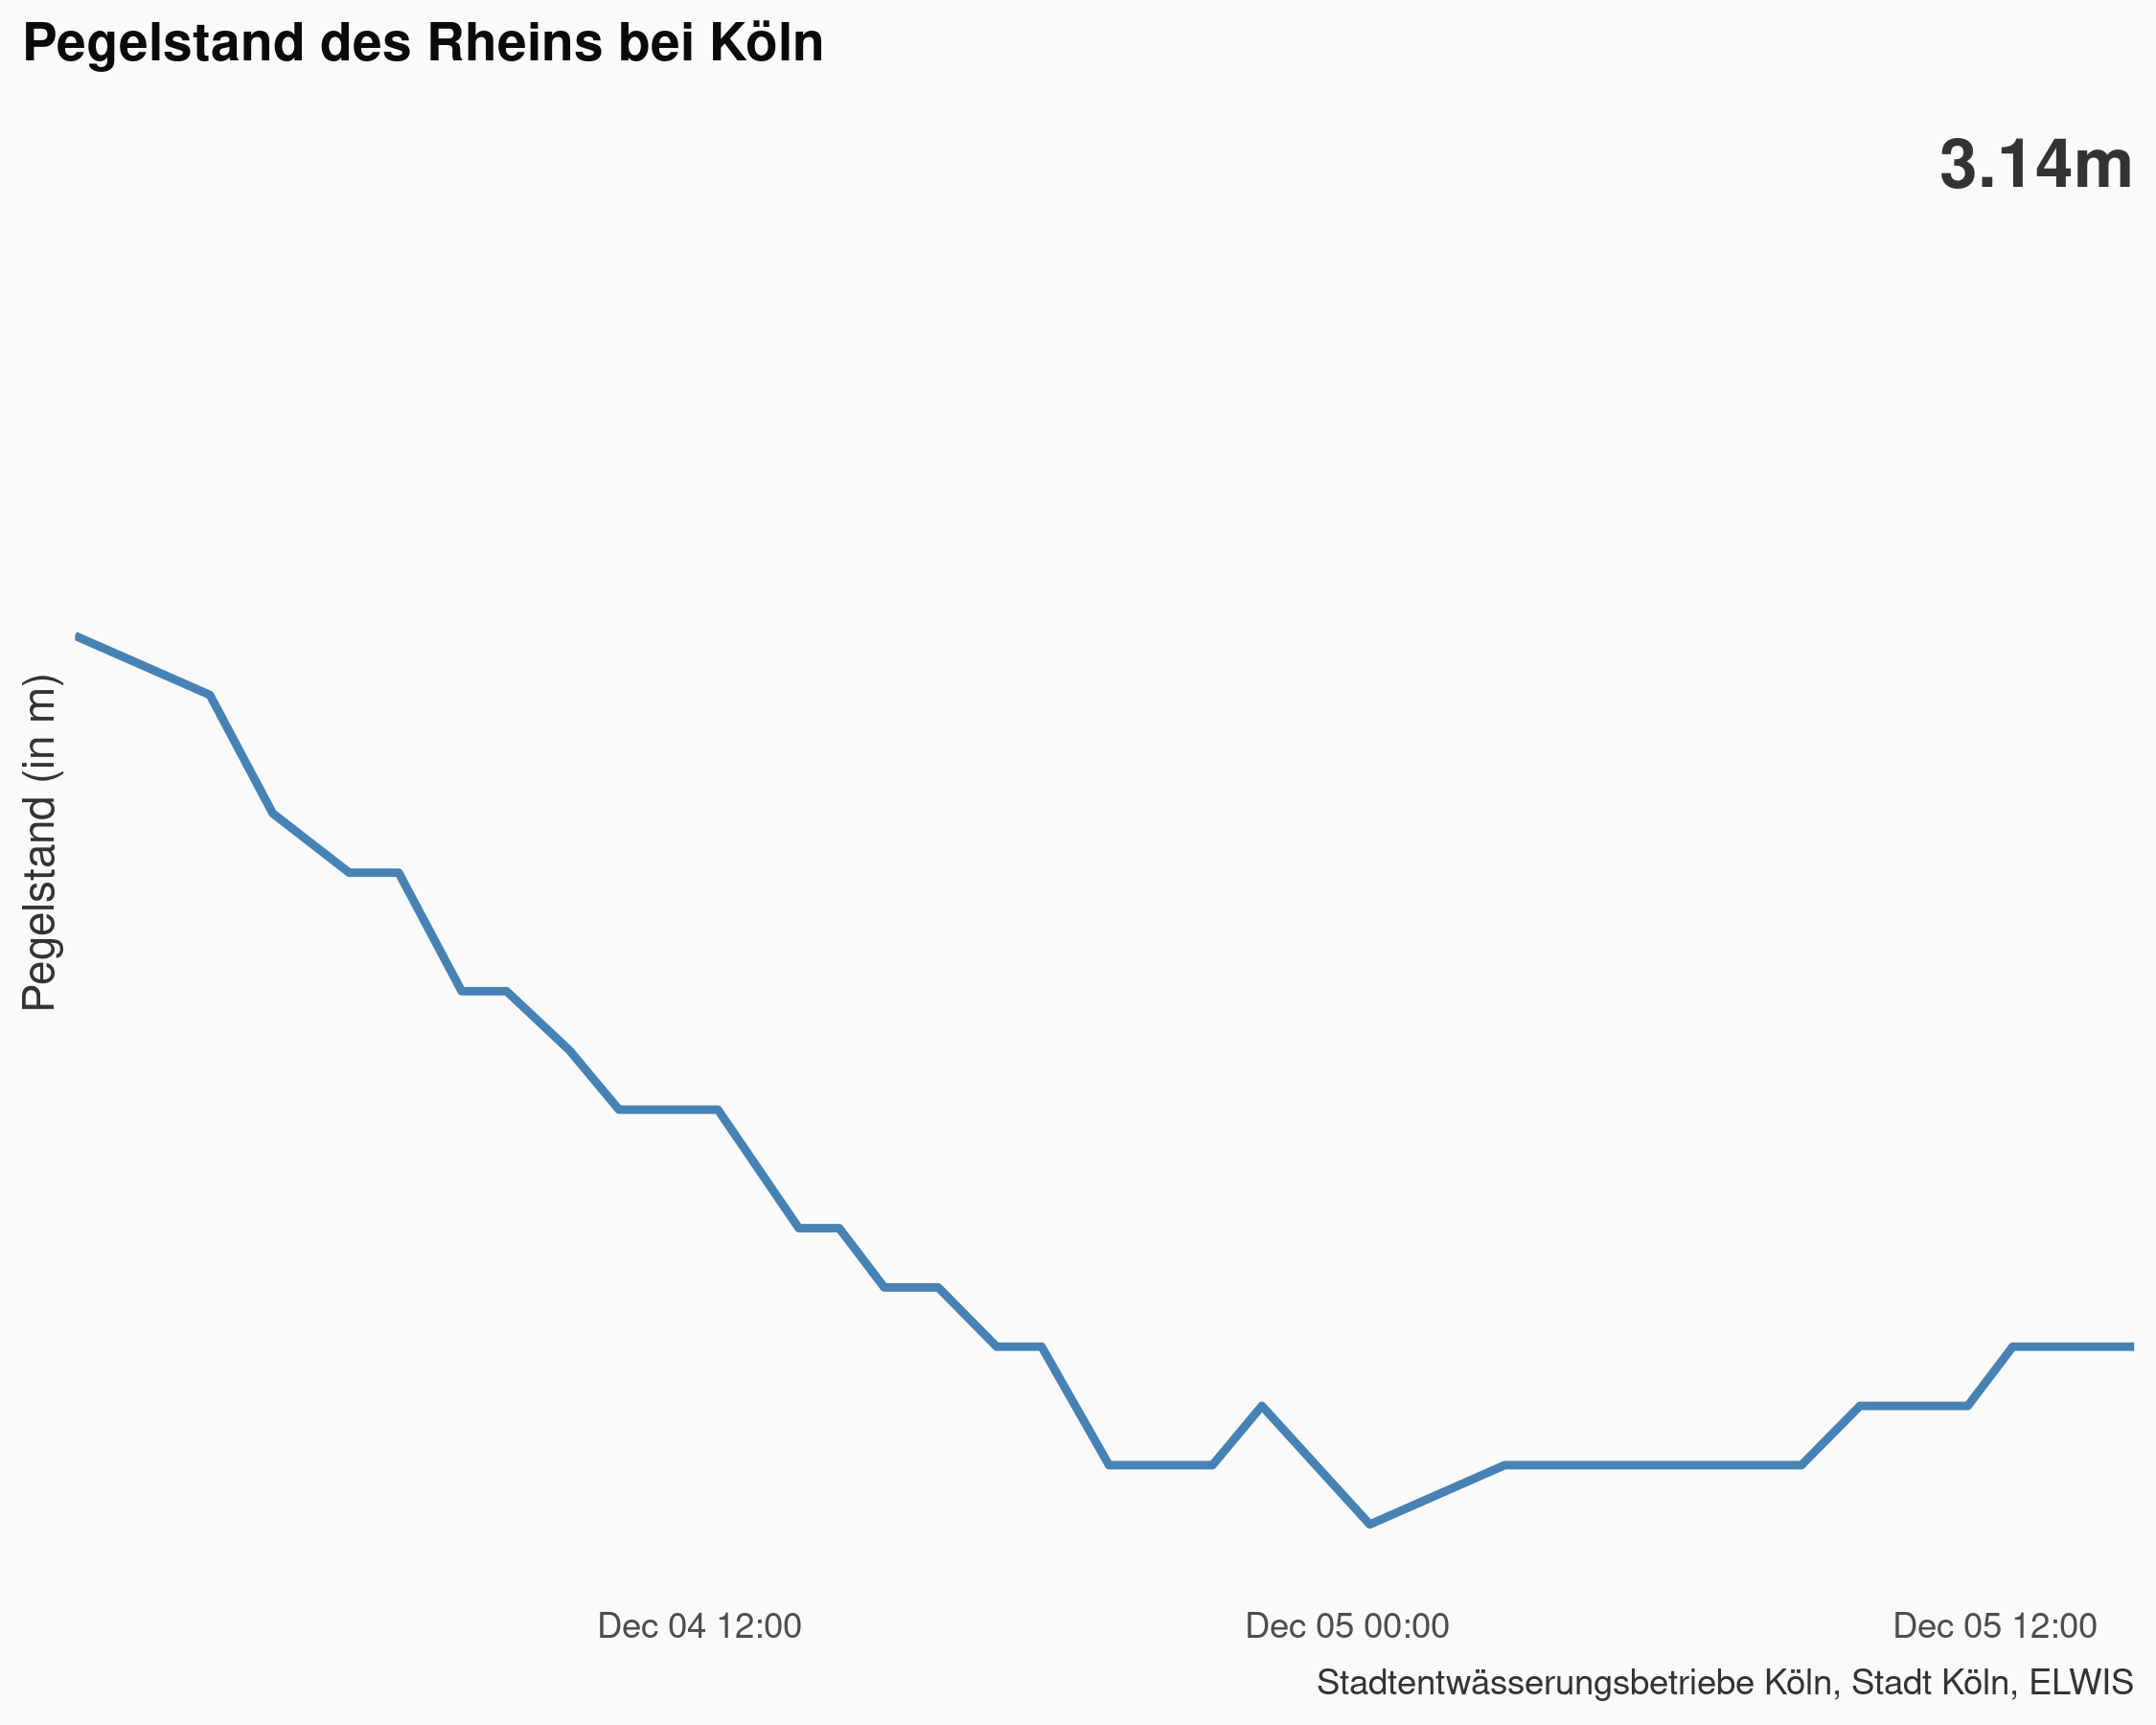 Pegelstand des Rheins bei Köln
3.14m
Pegelstand (in m)
Dec 04 12:00 Dec 05 00:00 Dec 05 12:00
Stadtentwässerungsbetriebe Köln, Stadt Köln, ELWIS